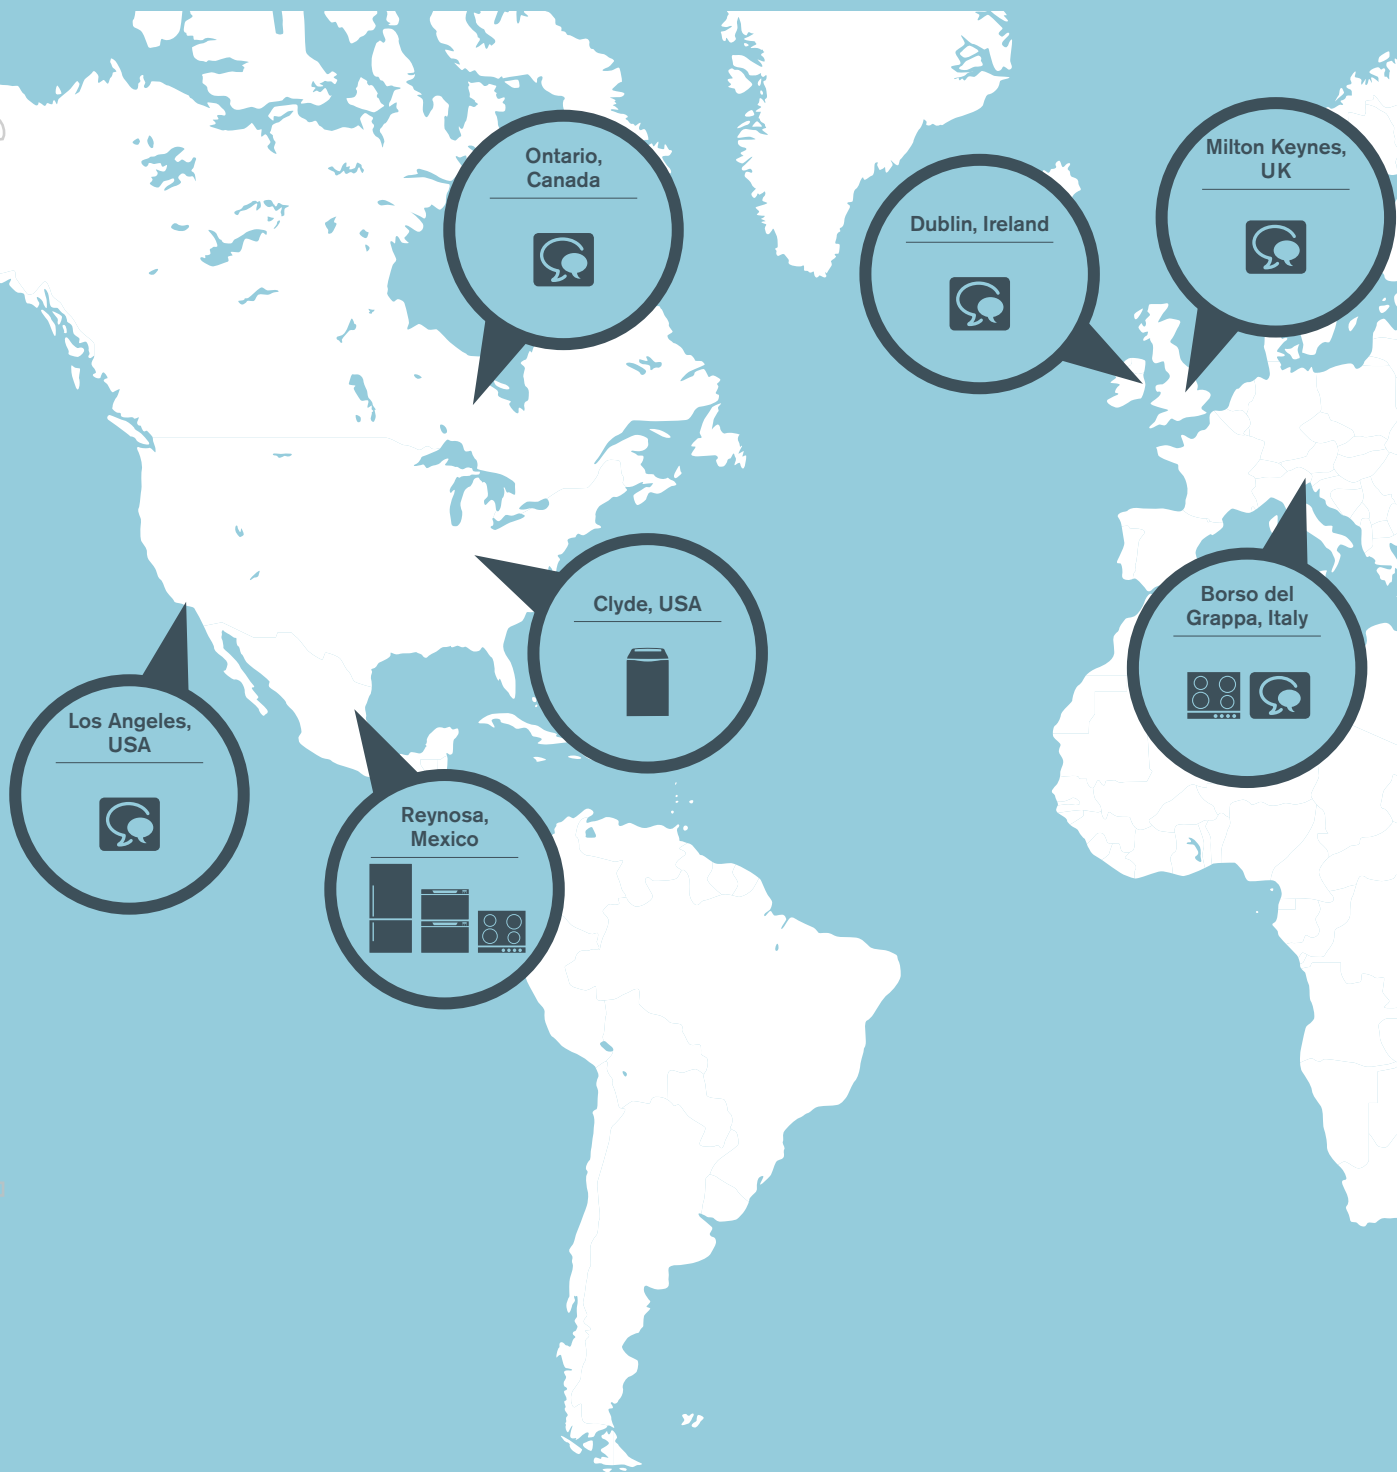 Ontario,
Canada
Milton Keynes,
UK
Dublin, Ireland
Clyde, USA
Borso del
Grappa, Italy
Los Angeles,
USA
Reynosa,
Mexico